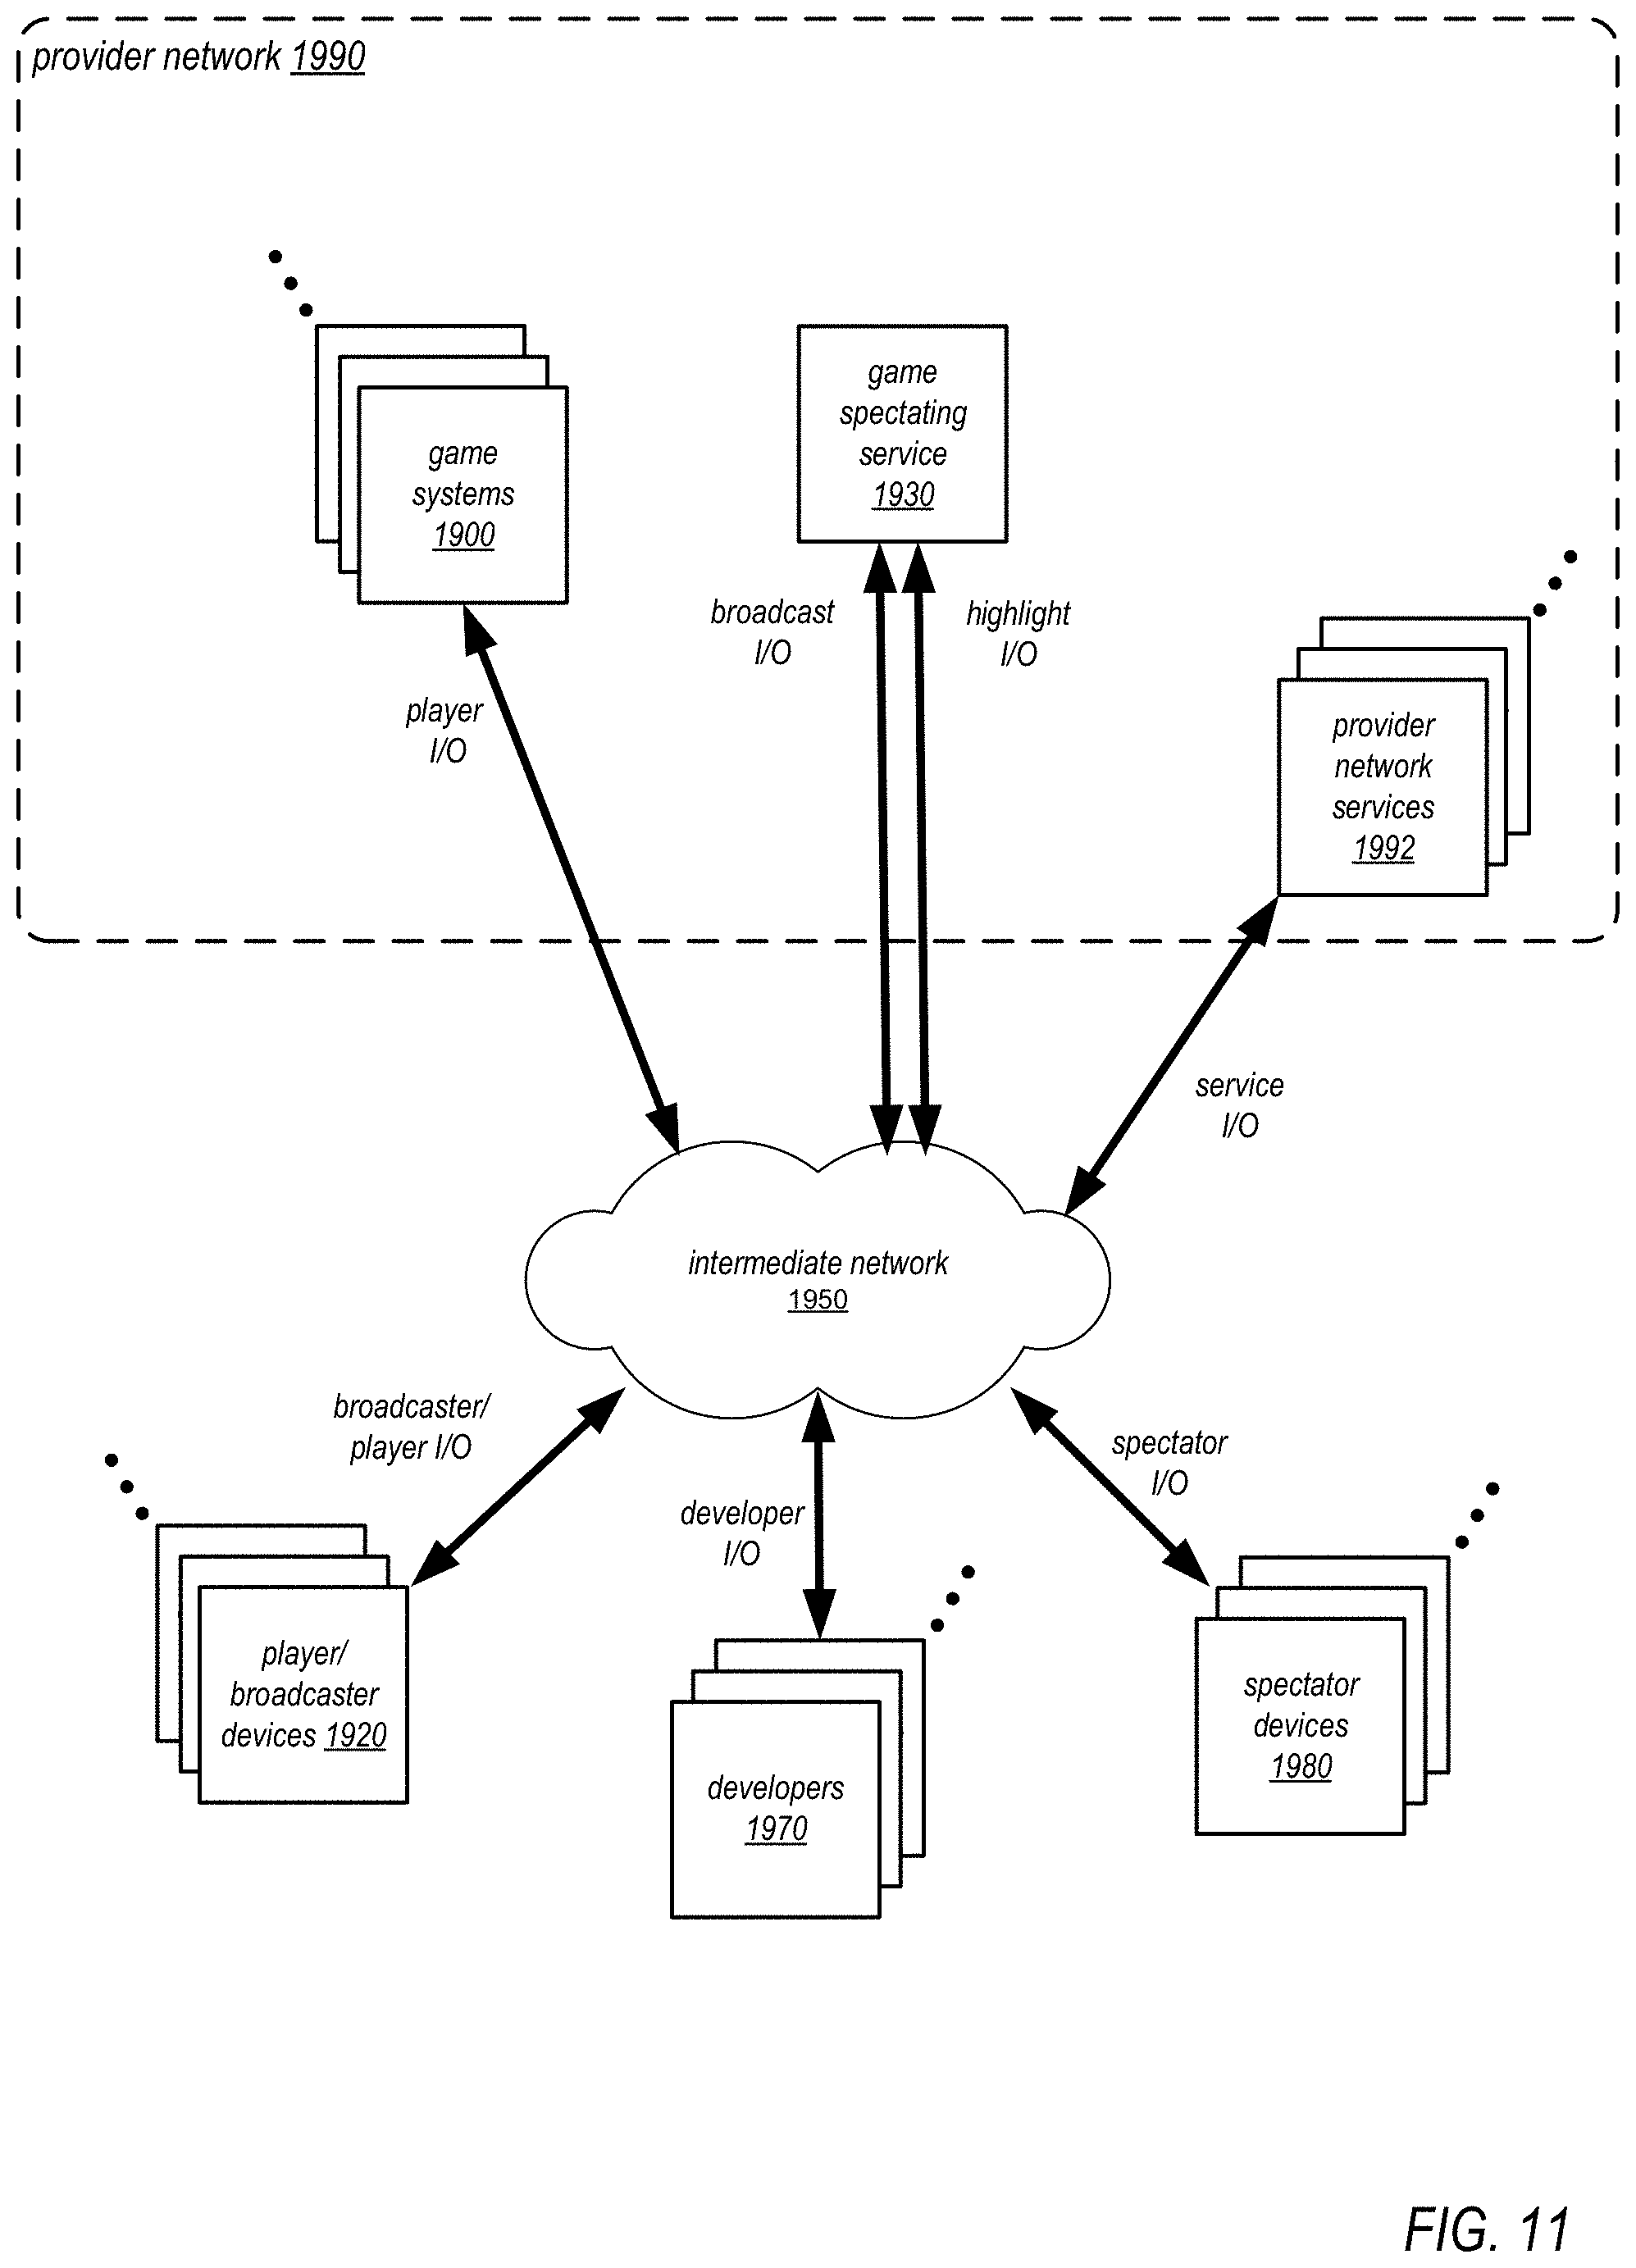 provider network 1990
game
systems
1900
game
spectating
service
1930
broadcast
I/O
highlight
I/O
player
I/O
provider
network
services
1992
service
I/O
intermediate network
1950
broadcaster/
player I/O
developer
I/O
spectator
I/O
player/
broadcaster
devices 1920
developers
1970
spectator
devices
1980
FIG. 11